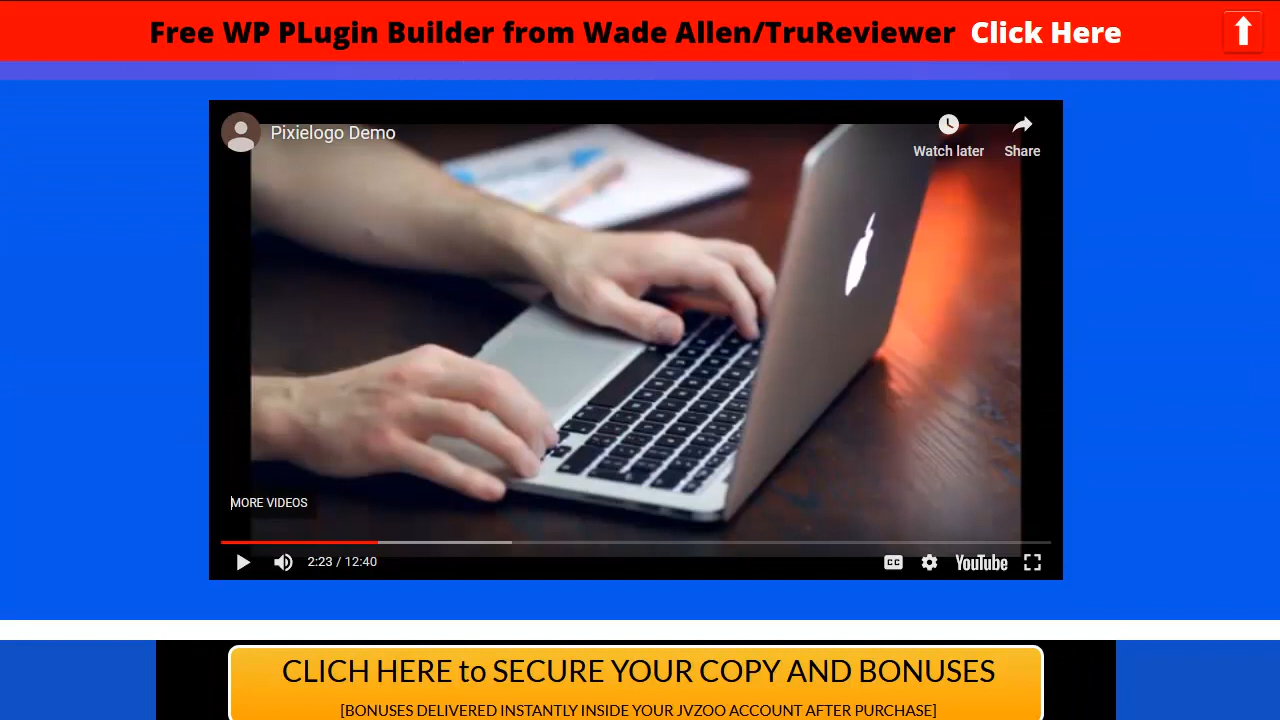 Free WP PLugin Builder from Wade Allen/TruReviewer Click Here
Pixielogo Demo
Watch later
Share
MORE VIDEOS
2:23 / 12:40
CC
YouTube
CLICH HERE to SECURE YOUR COPY AND BONUSES
[BONUSES DELIVERED INSTANTLY INSIDE YOUR JVZOO ACCOUNT AFTER PURCHASE]